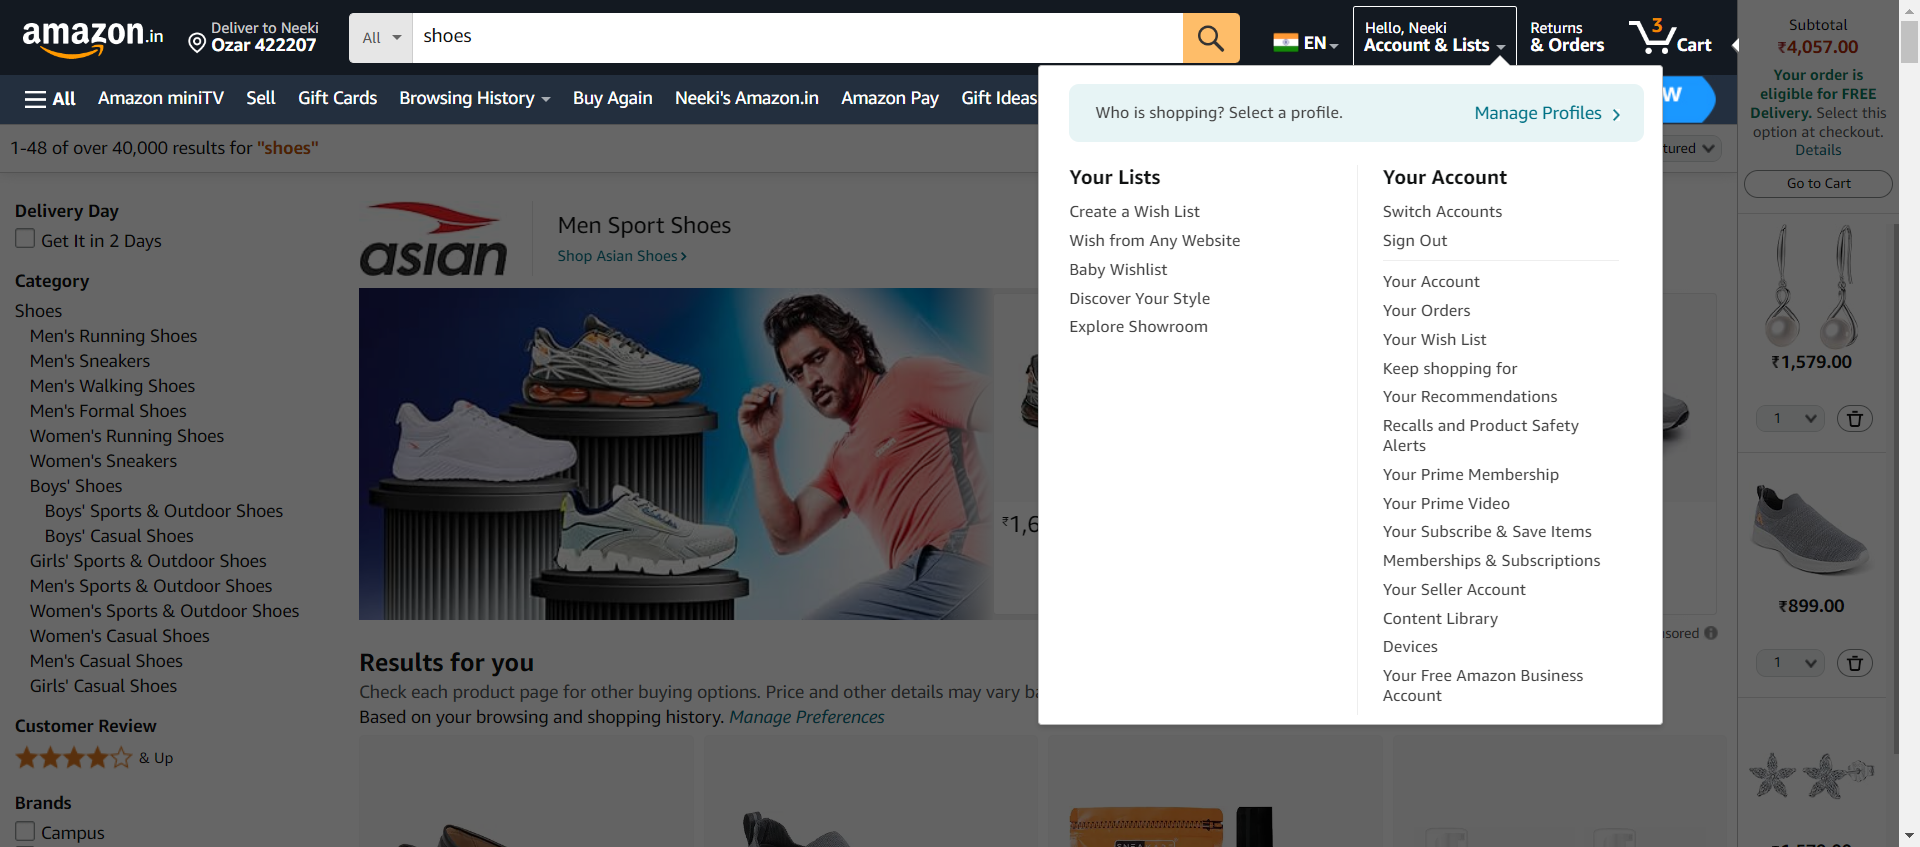 amazon.in
Deliver to Neeki
Ozar 422207
All
shoes
EN
Hello, Neeki
Account & Lists
Returns
& Orders
3
Cart
All
Amazon miniTV
Sell
Gift Cards
Browsing History
Buy Again
Neeki's Amazon.in
Amazon Pay
Gift Ideas
1-48 of over 40,000 results for "shoes"
Delivery Day
Get It in 2 Days
Category
Shoes
Men's Running Shoes
Men's Sneakers
Men's Walking Shoes
Men's Formal Shoes
Women's Running Shoes
Women's Sneakers
Boys' Shoes
Boys' Sports & Outdoor Shoes
Boys' Casual Shoes
Girls' Sports & Outdoor Shoes
Men's Sports & Outdoor Shoes
Women's Sports & Outdoor Shoes
Women's Casual Shoes
Men's Casual Shoes
Girls' Casual Shoes
Customer Review
& Up
Brands
Campus
asian
Men Sport Shoes
Shop Asian Shoes
₹1,6
Results for you
Check each product page for other buying options. Price and other details may vary ba
Based on your browsing and shopping history. Manage Preferences
Who is shopping? Select a profile.
Manage Profiles
Your Lists
Create a Wish List
Wish from Any Website
Baby Wishlist
Discover Your Style
Explore Showroom
Your Account
Switch Accounts
Sign Out
Your Account
Your Orders
Your Wish List
Keep shopping for
Your Recommendations
Recalls and Product Safety
Alerts
Your Prime Membership
Your Prime Video
Your Subscribe & Save Items
Memberships & Subscriptions
Your Seller Account
Content Library
Devices
Your Free Amazon Business
Account
W
tured
sored
Subtotal
₹4,057.00
Your order is
eligible for FREE
Delivery. Select this
option at checkout.
Details
Go to Cart
₹1,579.00
1
₹899.00
1